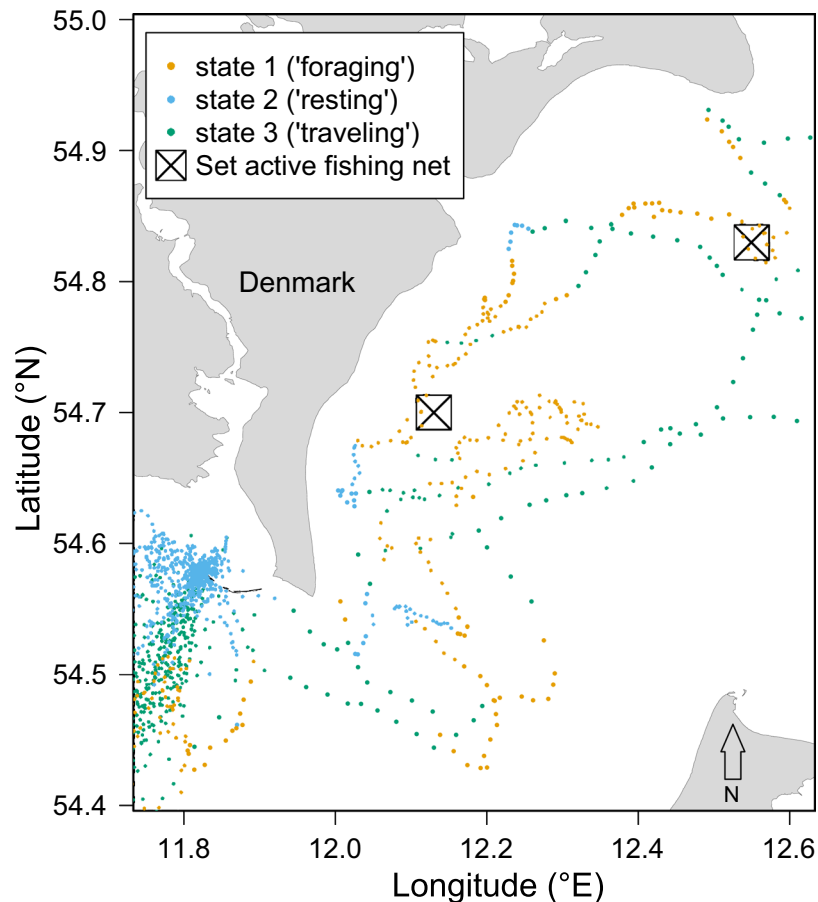 55.0
54.9
54.8
54.7
54.6
54.5
54.4
Latitude (°N)
state 1 ('foraging')
state 2 ('resting')
state 3 ('traveling')
Set active fishing net
Denmark
N
11.8 12.0 12.2 12.4 12.6
Longitude (°E)